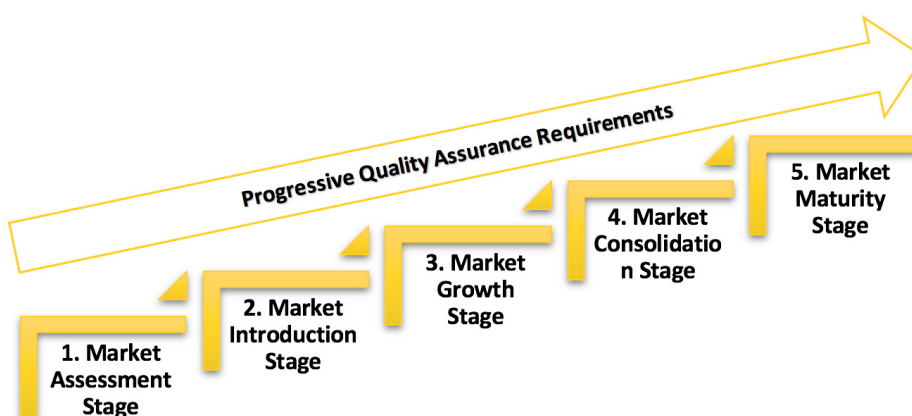 Progressive Quality Assurance Requirements
1. Market
Assessment
Stage
2. Market
Introduction
Stage
3. Market
Growth
Stage
4. Market
Consolidatio
n Stage
5. Market
Maturity
Stage